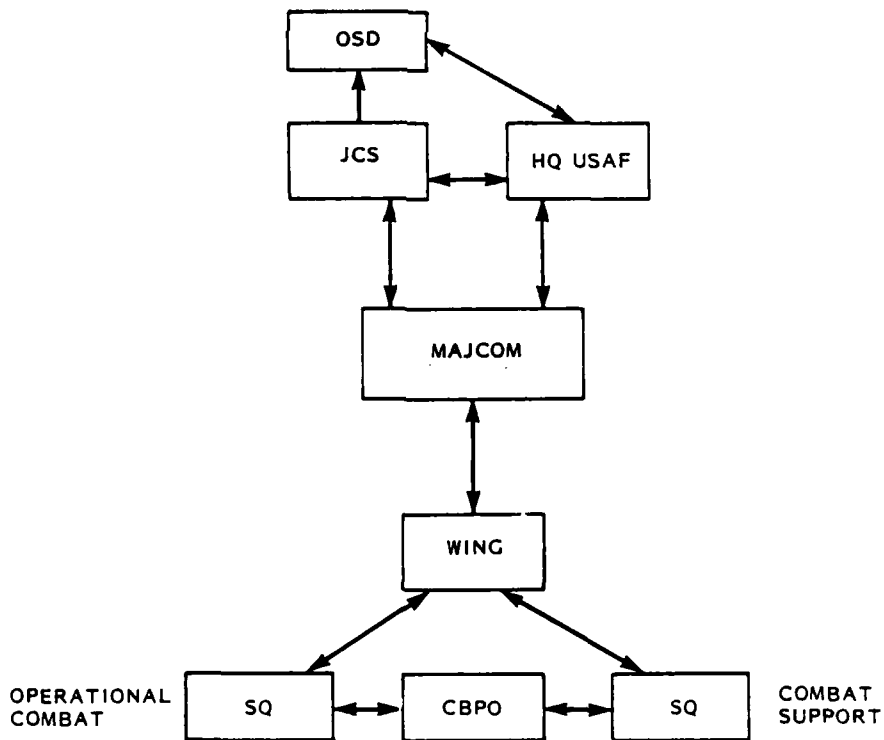 OSD
JCS
HQ USAF
MAJCOM
WING
OPERATIONAL
COMBAT
SQ
CBPO
SQ
COMBAT
SUPPORT